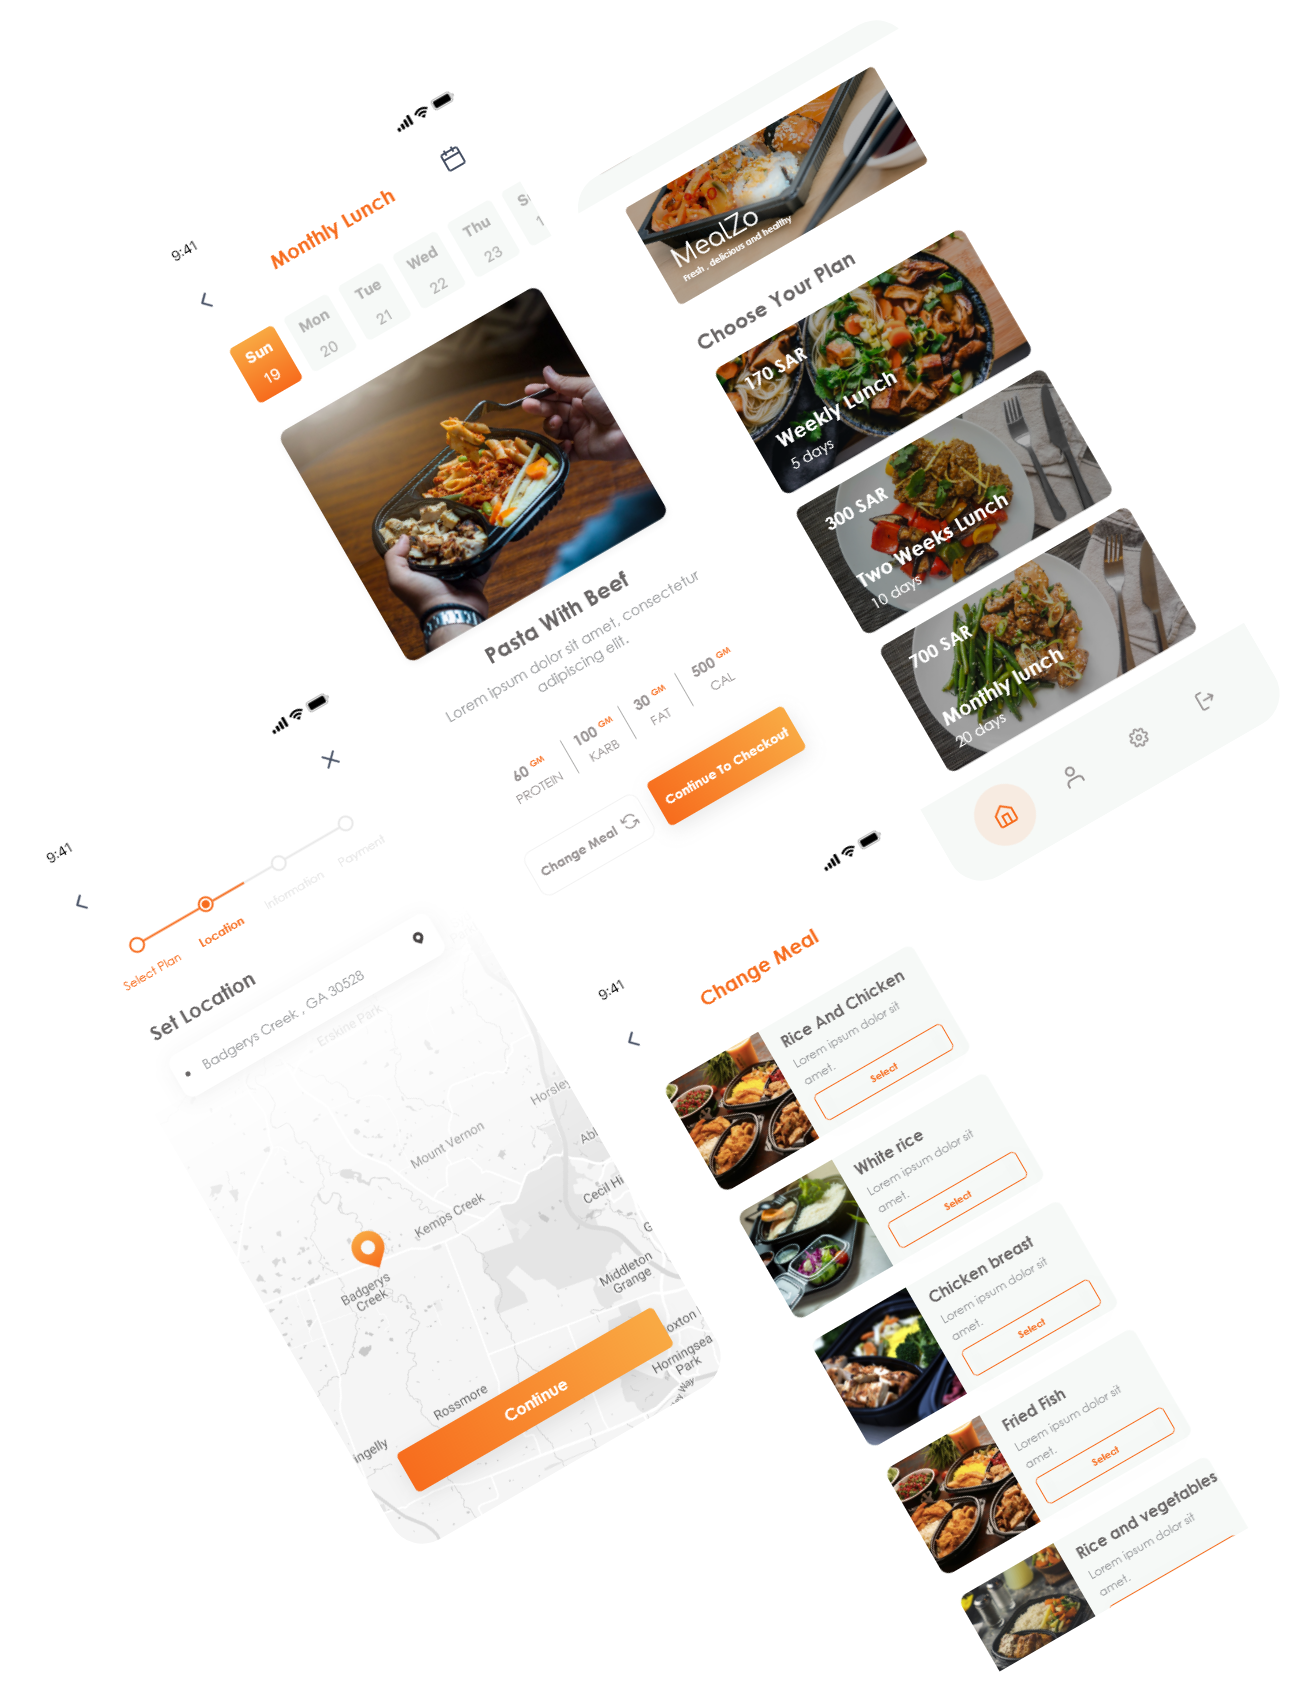 9:41
Monthly Lunch
Sun
19
Mon
20
Tue
21
Wed
22
Thu
23
Pasta With Beef
Lorem ipsum dolor sit amet, consectetur
adipiscing elit.
60 GM
PROTEIN
100 GM
KARB
30 GM
FAT
500 GM
CAL
Change Meal
Continue To Checkout
MealZo
Fresh , delicious and healthy
Choose Your Plan
170 SAR
Weekly Lunch
5 days
300 SAR
Two Weeks Lunch
10 days
700 SAR
Monthly lunch
20 days
9:41
Select Plan
Location
Information
Payment
Set Location
Badgerys Creek , GA 30528
Erskine Park
Horsley
Mount Vernon
Abl
Cecil Hi
Kemps Creek
G
Middleton
Grange
Badgerys
Creek
oxton
Horningsea
Park
ey Way
Rossmore
ingelly
Continue
9:41
Change Meal
Rice And Chicken
Lorem ipsum dolor sit
amet.
Select
White rice
Lorem ipsum dolor sit
amet.
Select
Chicken breast
Lorem ipsum dolor sit
amet.
Select
Fried Fish
Lorem ipsum dolor sit
amet.
Select
Rice and vegetables
Lorem ipsum dolor sit
amet.